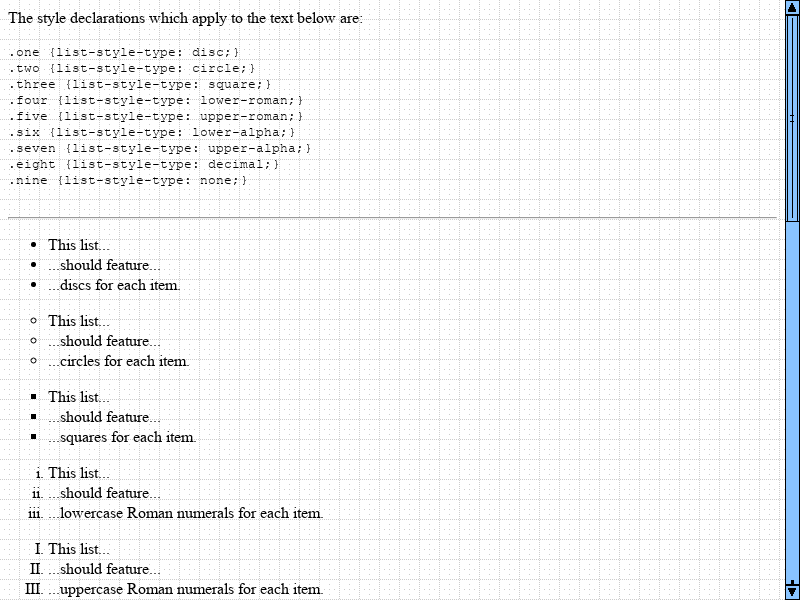 The style declarations which apply to the text below are:
.one {list-style-type: disc;}
.two {list-style-type: circle;}
.three {list-style-type: square;}
.four {list-style-type: lower-roman;}
.five {list-style-type: upper-roman;}
.six {list-style-type: lower-alpha;}
.seven {list-style-type: upper-alpha;}
.eight {list-style-type: decimal;}
.nine {list-style-type: none;}
• This list...
• ...should feature...
• ...discs for each item.
◦ This list...
◦ ...should feature...
◦ ...circles for each item.
▪ This list...
▪ ...should feature...
▪ ...squares for each item.
i. This list...
ii. ...should feature...
iii. ...lowercase Roman numerals for each item.
I. This list...
II. ...should feature...
III. ...uppercase Roman numerals for each item.